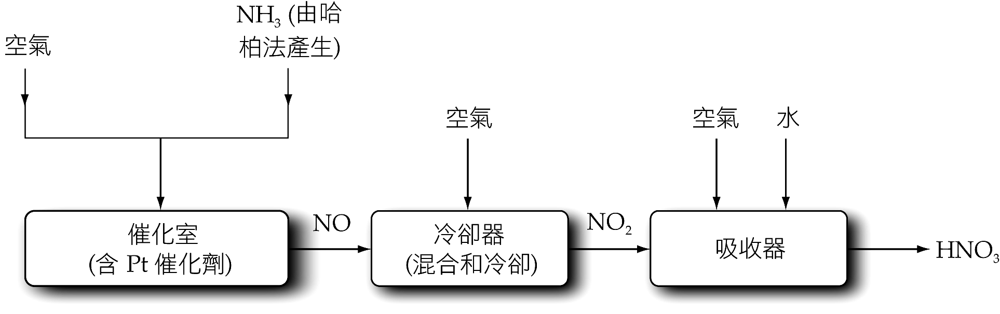 空氣
NH₃ (由哈
柏法產生)
空氣
空氣
水
催化室
(含 Pt 催化劑)
NO
冷卻器
(混合和冷卻)
NO₂
吸收器
HNO₃